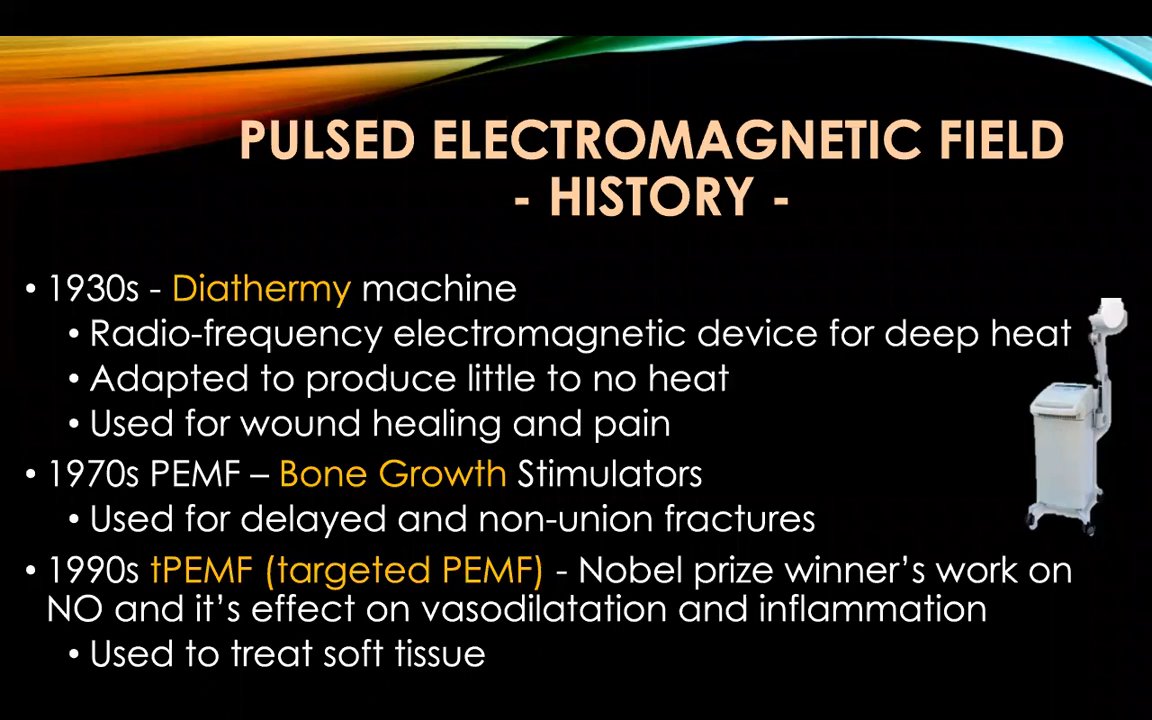 PULSED ELECTROMAGNETIC FIELD
- HISTORY -
• 1930s - Diathermy machine
• Radio-frequency electromagnetic device for deep heat
• Adapted to produce little to no heat
• Used for wound healing and pain
• 1970s PEMF – Bone Growth Stimulators
• Used for delayed and non-union fractures
• 1990s tPEMF (targeted PEMF) - Nobel prize winner’s work on
NO and it’s effect on vasodilatation and inflammation
• Used to treat soft tissue